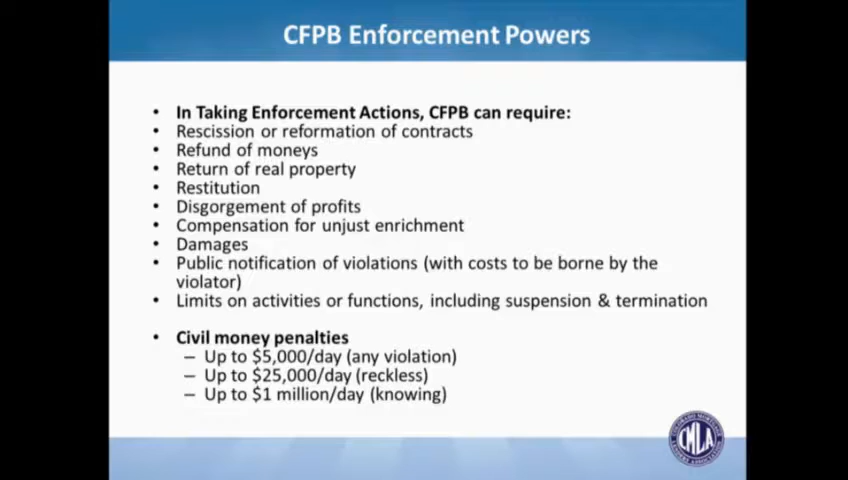 CFPB Enforcement Powers
• In Taking Enforcement Actions, CFPB can require:
• Rescission or reformation of contracts
• Refund of moneys
• Return of real property
• Restitution
• Disgorgement of profits
• Compensation for unjust enrichment
• Damages
• Public notification of violations (with costs to be borne by the
violator)
• Limits on activities or functions, including suspension & termination
• Civil money penalties
– Up to $5,000/day (any violation)
– Up to $25,000/day (reckless)
– Up to $1 million/day (knowing)
CMLA